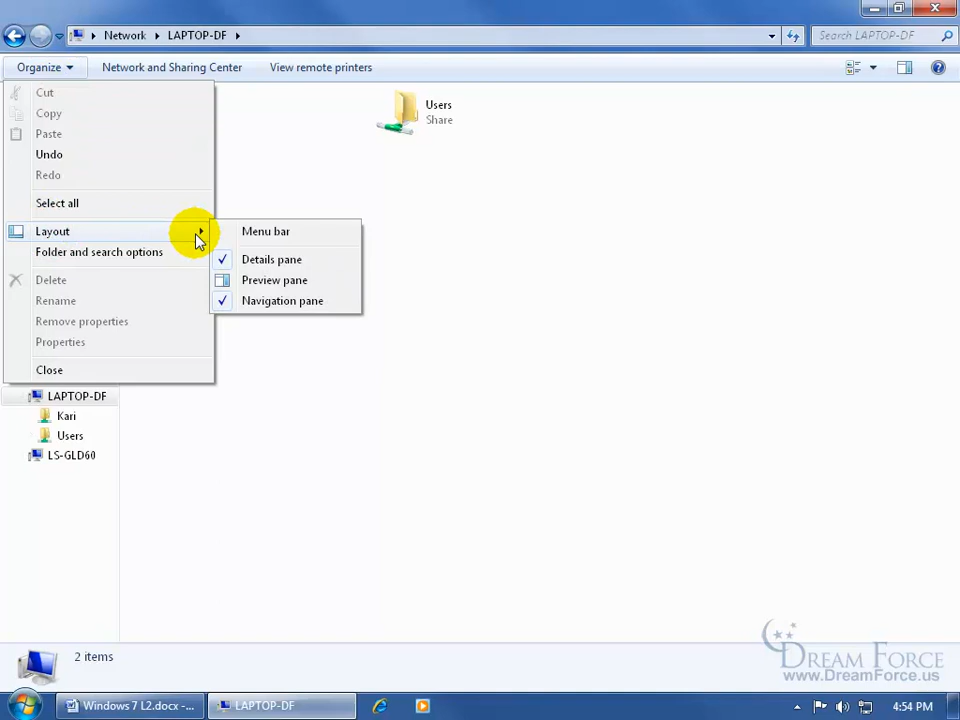 Network LAPTOP-DF Search LAPTOP-DF
Organize Network and Sharing Center View remote printers
Cut
Copy
Paste
Undo
Redo
Select all
Layout
Folder and search options
Delete
Rename
Remove properties
Properties
Close
Menu bar
Details pane
Preview pane
Navigation pane
Users
Share
LAPTOP-DF
Kari
Users
LS-GLD60
2 items
DREAM FORCE
www.DreamForce.us
Windows 7 L2.docx -... LAPTOP-DF 4:54 PM